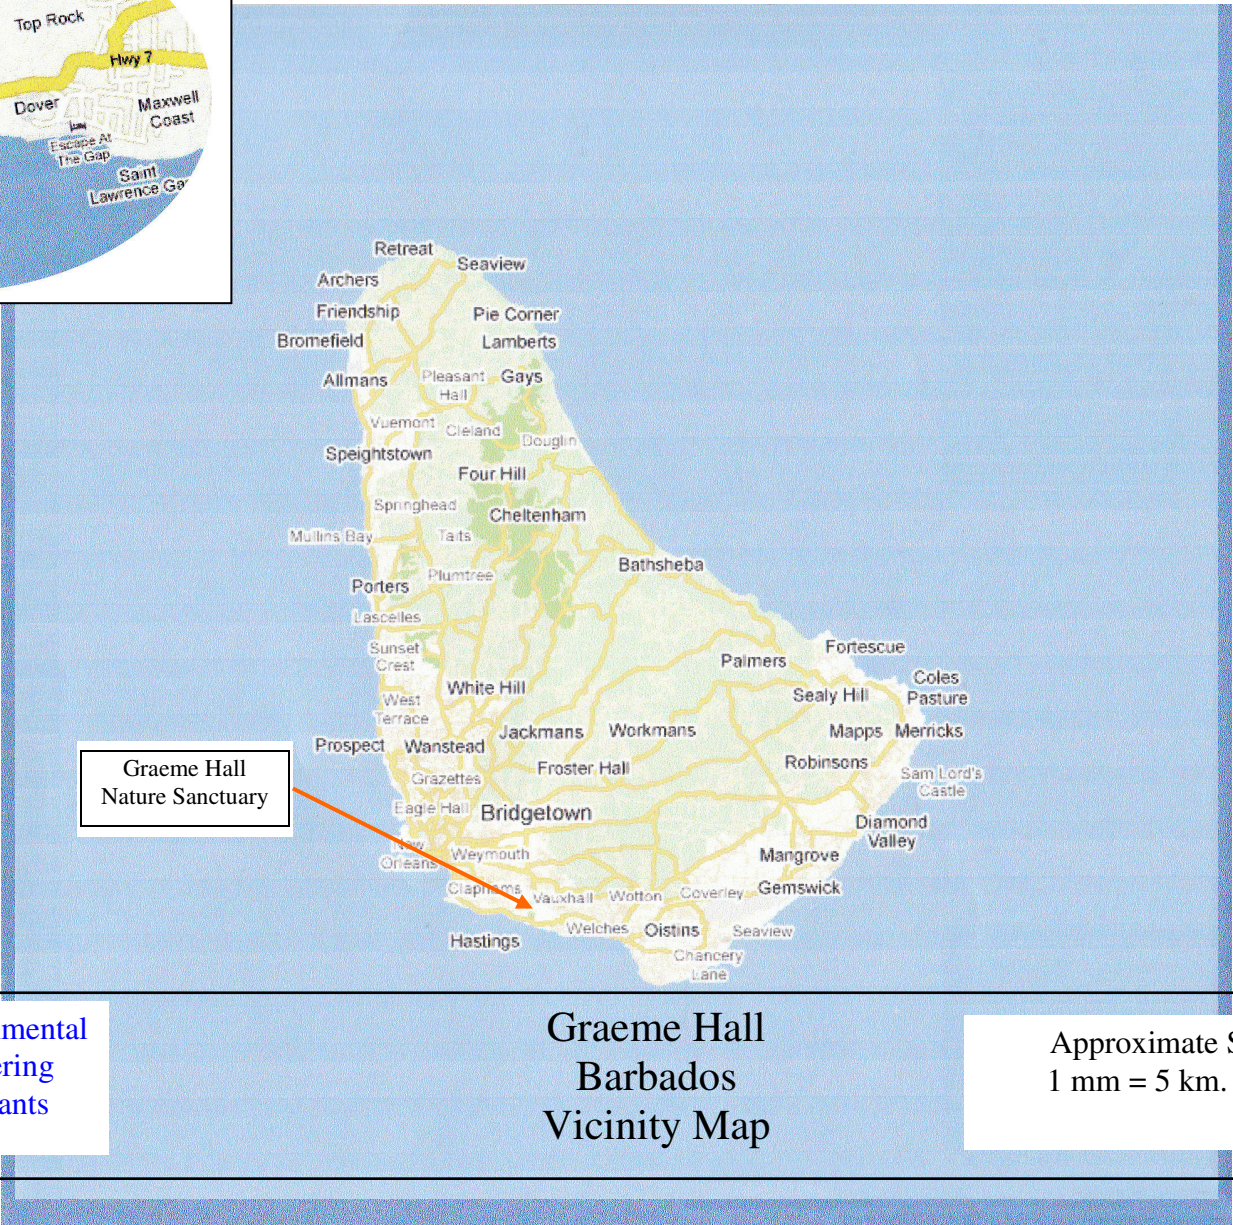 Top Rock
Hwy 7
Dover
Maxwell
Coast
Escape At
The Gap
Saint
Lawrence Ga
Retreat
Seaview
Archers
Friendship
Pie Corner
Bromefield
Lamberts
Allmans
Pleasant
Hall
Gays
Vuemont
Cleland
Douglin
Speightstown
Four Hill
Springhead
Cheltenham
Mullins Bay
Taits
Bathsheba
Porters
Plumtree
Lascelles
Sunset
Crest
Fortescue
Palmers
Coles
Pasture
White Hill
Sealy Hill
West
Terrace
Jackmans
Workmans
Mapps
Merricks
Prospect
Wanstead
Froster Hall
Robinsons
Sam Lord's
Castle
Graeme Hall
Nature Sanctuary
Grazettes
Eagle Hall
Bridgetown
Diamond
Valley
New
Orleans
Weymouth
Mangrove
Claphams
Vauxhall
Wotton
Coverley
Gemswick
Hastings
Welches
Oistins
Seaview
Chancery
Lane
mental
ering
ants
Graeme Hall
Barbados
Vicinity Map
Approximate S
1 mm = 5 km.